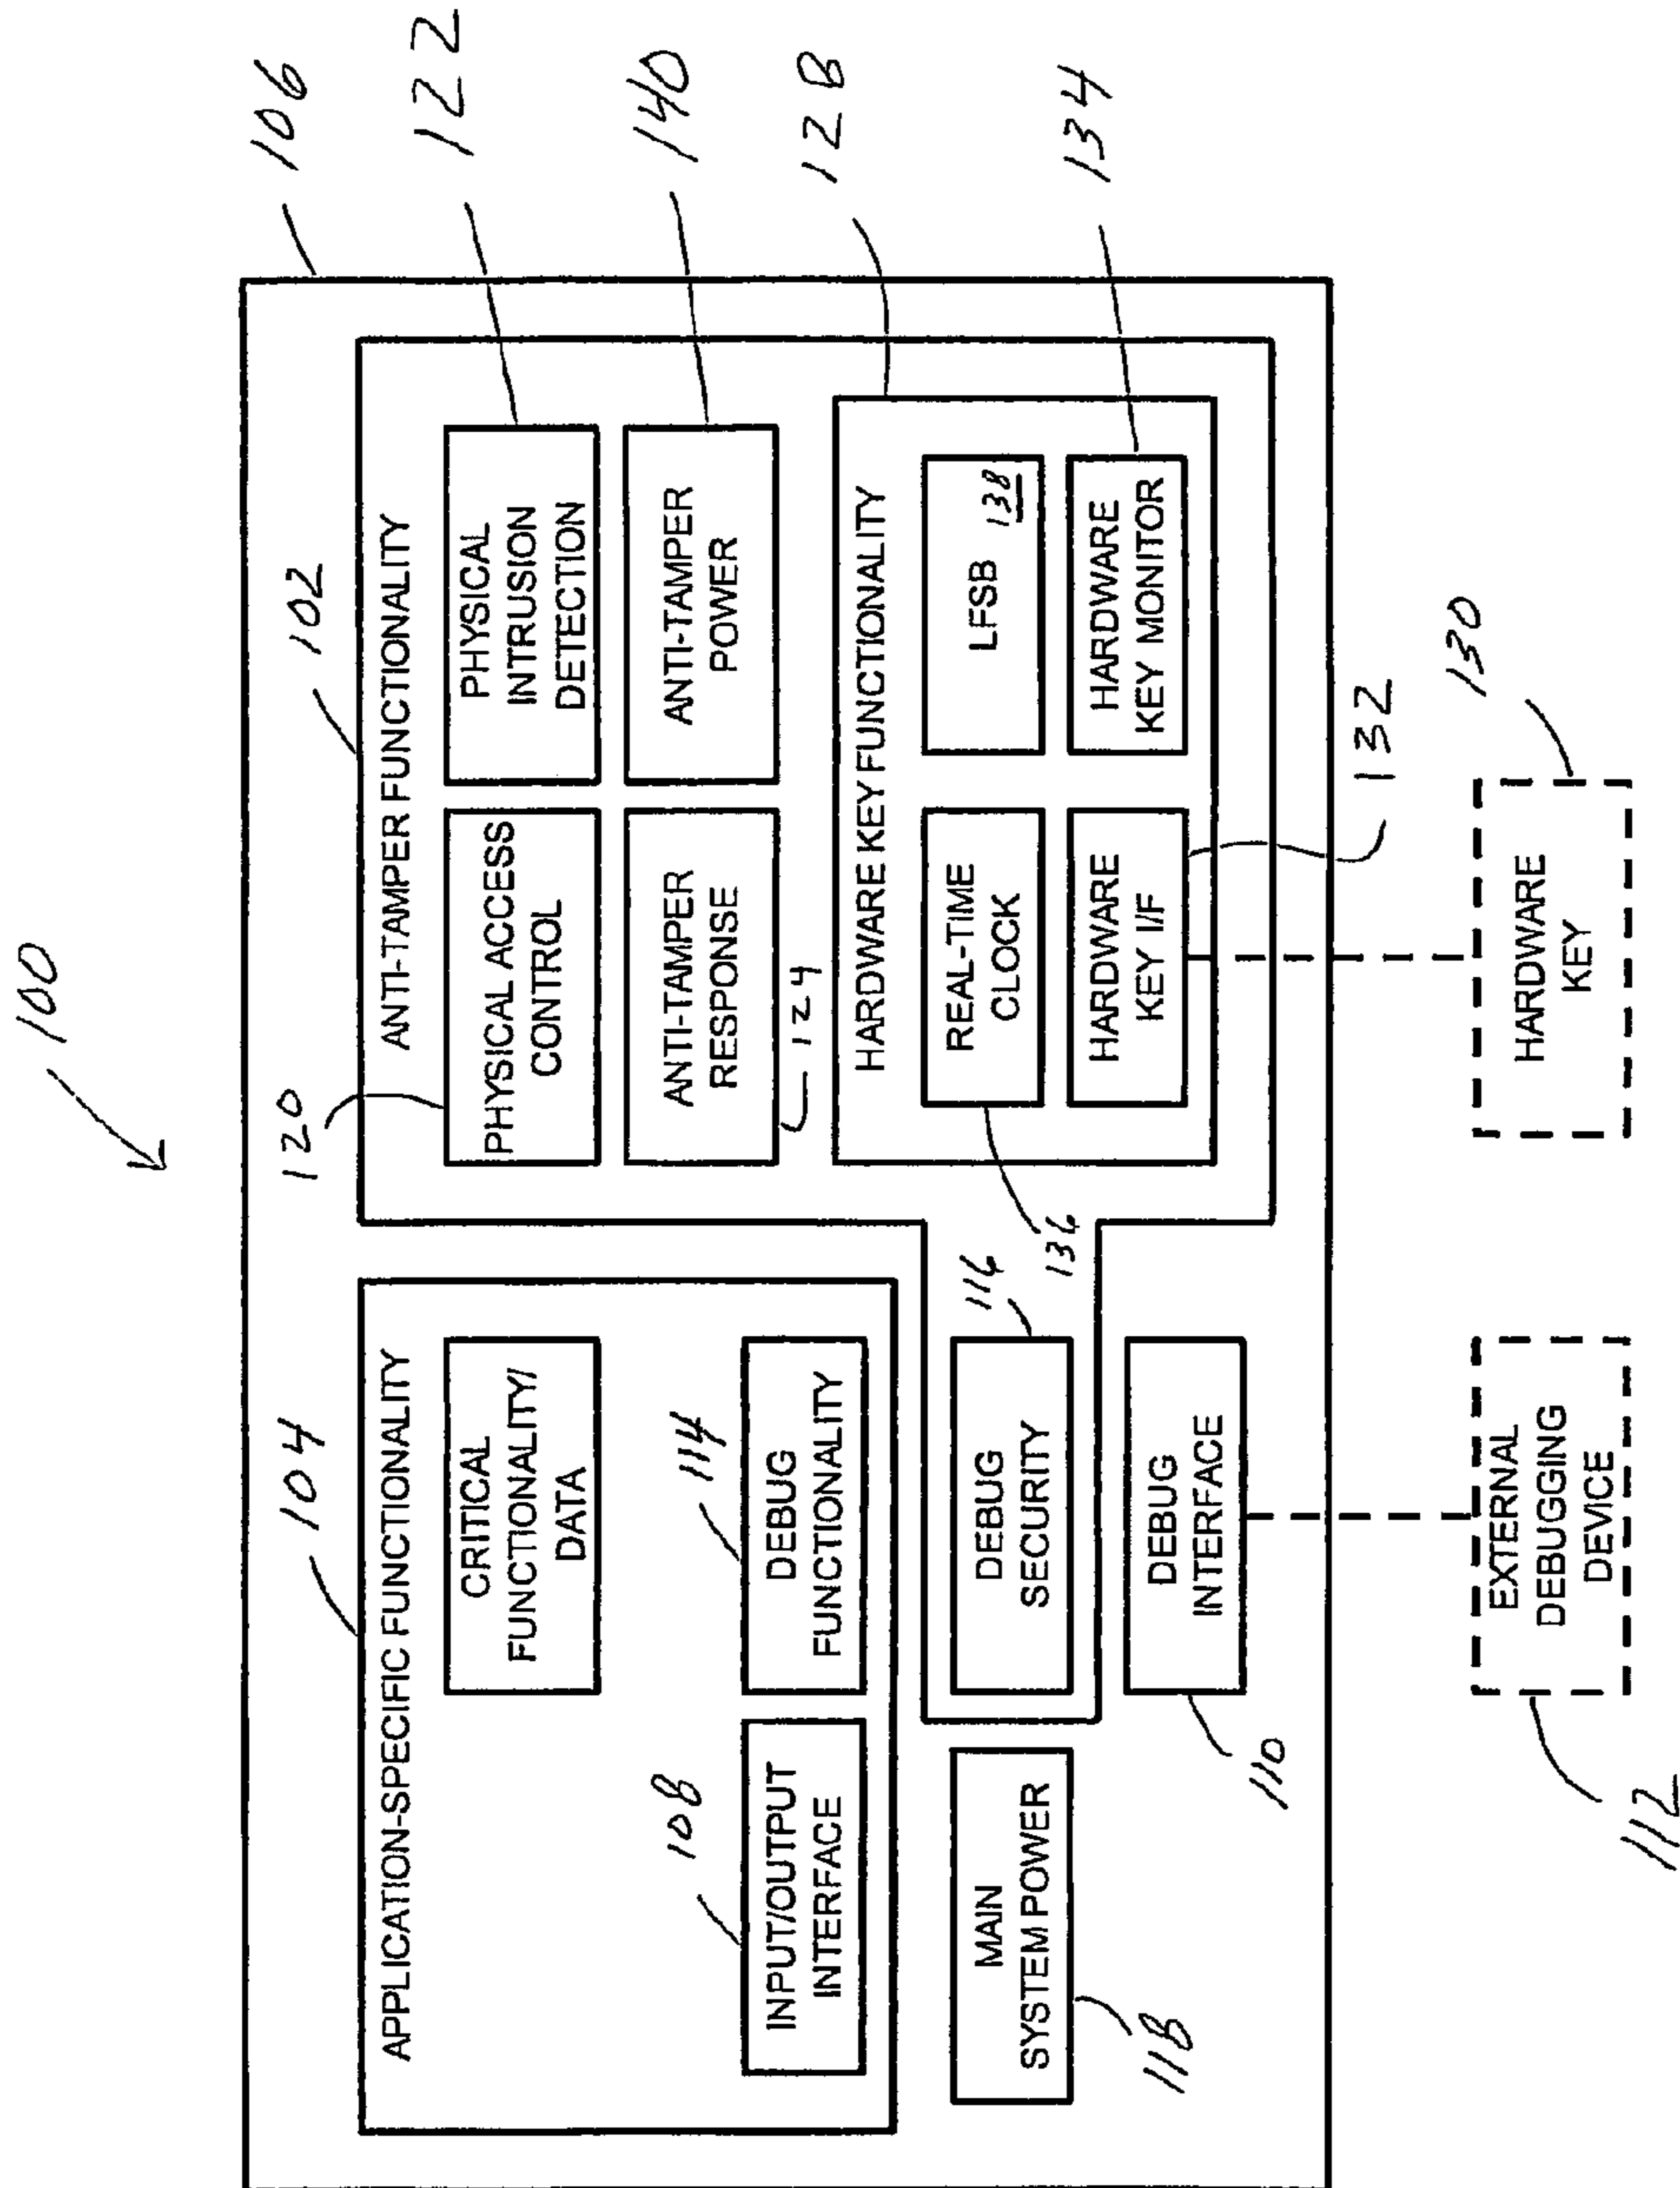 100
106
104
APPLICATION-SPECIFIC FUNCTIONALITY
CRITICAL
FUNCTIONALITY/
DATA
108
INPUT/OUTPUT
INTERFACE
114
DEBUG
FUNCTIONALITY
MAIN
SYSTEM POWER
118
116
DEBUG
SECURITY
DEBUG
INTERFACE
110
102
ANTI-TAMPER FUNCTIONALITY
120
PHYSICAL ACCESS
CONTROL
PHYSICAL
INTRUSION
DETECTION
122
ANTI-TAMPER
RESPONSE
124
ANTI-TAMPER
POWER
140
HARDWARE KEY FUNCTIONALITY
128
REAL-TIME
CLOCK
136
LFSB
138
HARDWARE
KEY I/F
132
HARDWARE
KEY MONITOR
134
EXTERNAL
DEBUGGING
DEVICE
112
HARDWARE
KEY
130